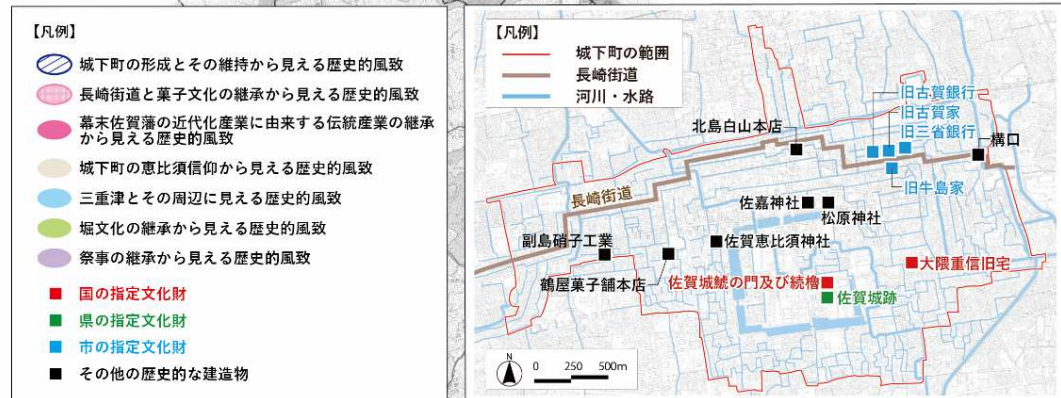 【凡例】
城下町の形成とその維持から見える歴史的風致
長崎街道と菓子文化の継承から見える歴史的風致
幕末佐賀藩の近代化産業に由来する伝統産業の継承
から見える歴史的風致
城下町の恵比須信仰から見える歴史的風致
三重津とその周辺に見える歴史的風致
堀文化の継承から見える歴史的風致
祭事の継承から見える歴史的風致
国の指定文化財
県の指定文化財
市の指定文化財
その他の歴史的な建造物
【凡例】
城下町の範囲
長崎街道
河川・水路
旧古賀銀行
旧古賀家
旧三省銀行
北島白山本店
構口
旧牛島家
長崎街道
佐嘉神社
松原神社
副島硝子工業
佐賀恵比須神社
鶴屋菓子舗本店
佐賀城鯱の門及び続櫓
大隈重信旧宅
佐賀城跡
N
0 250 500m